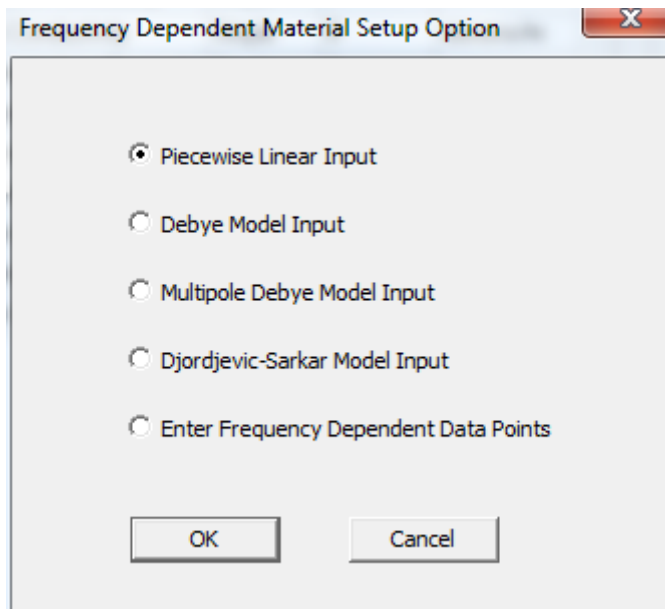 Frequency Dependent Material Setup Option
Piecewise Linear Input
Debye Model Input
Multipole Debye Model Input
Djordjevic-Sarkar Model Input
Enter Frequency Dependent Data Points
OK Cancel